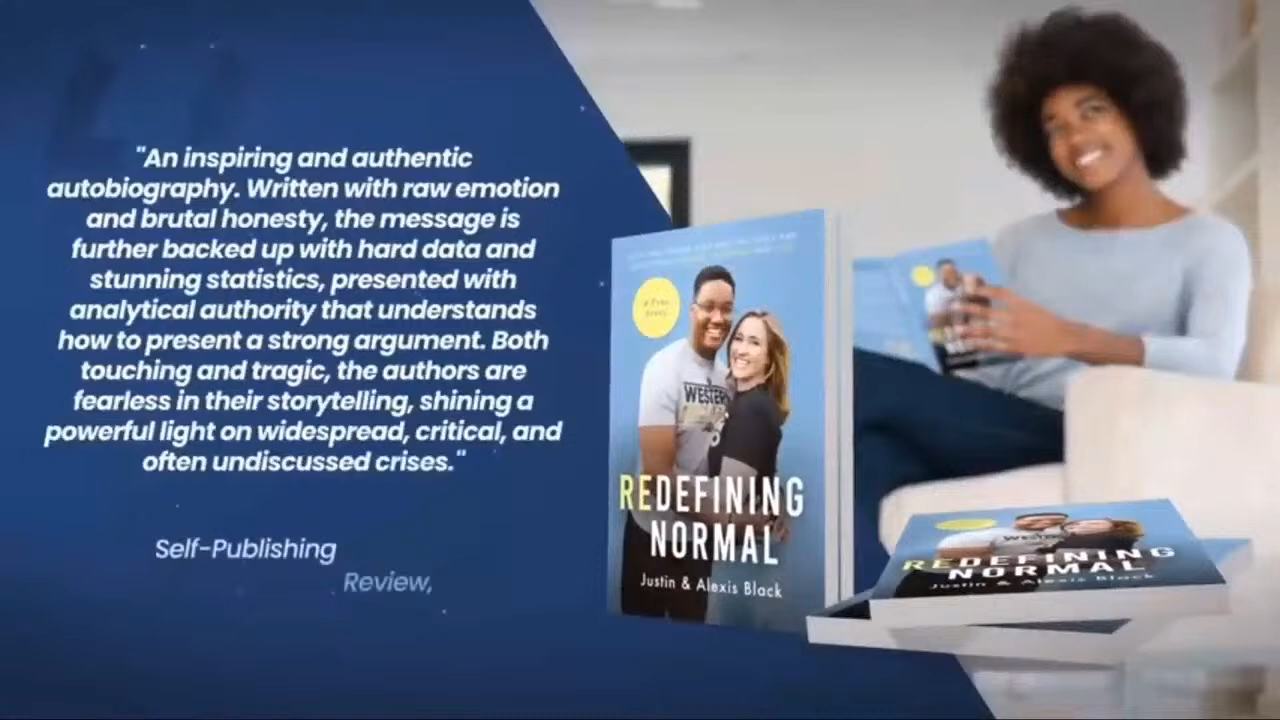 "An inspiring and authentic
autobiography. Written with raw emotion
and brutal honesty, the message is
further backed up with hard data and
stunning statistics, presented with
analytical authority that understands
how to present a strong argument. Both
touching and tragic, the authors are
fearless in their storytelling, shining a
powerful light on widespread, critical, and
often undiscussed crises."
Self-Publishing
Review,
a True
Story
WESTER
REDEFINING
NORMAL
Justin & Alexis Black
REDEFINING
NORMAL
Justin & Alexis Black